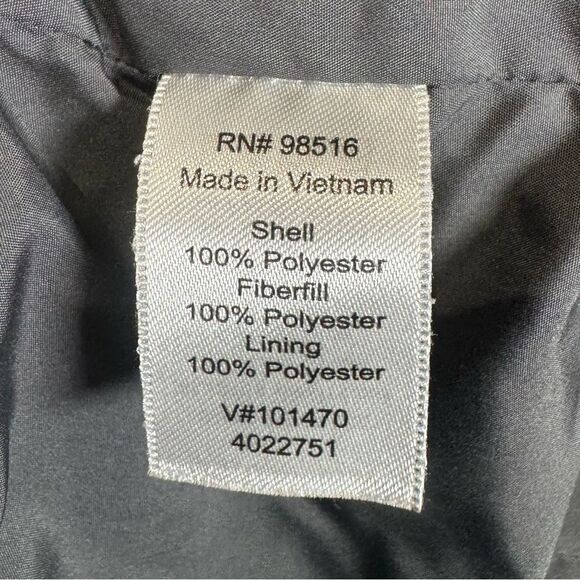 RN# 98516
Made in Vietnam
Shell
100% Polyester
Fiberfill
100% Polyester
Lining
100% Polyester
V#101470
4022751